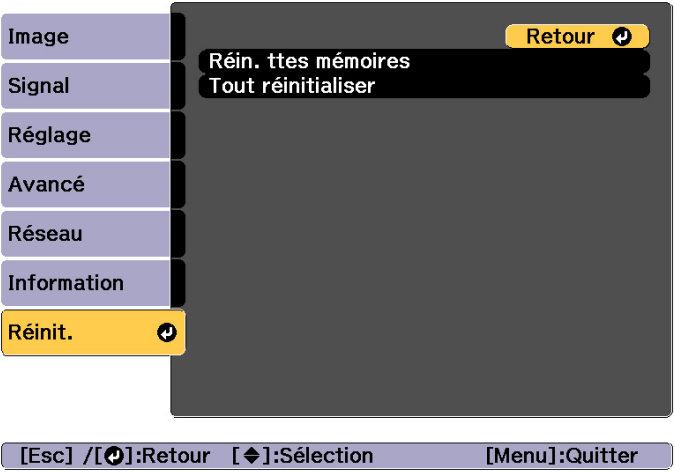 Image
Signal
Réglage
Avancé
Réseau
Information
Réinit.
Retour
Réin. ttes mémoires
Tout réinitialiser
[Esc] /[ ]:Retour [ ]:Sélection [Menu]:Quitter